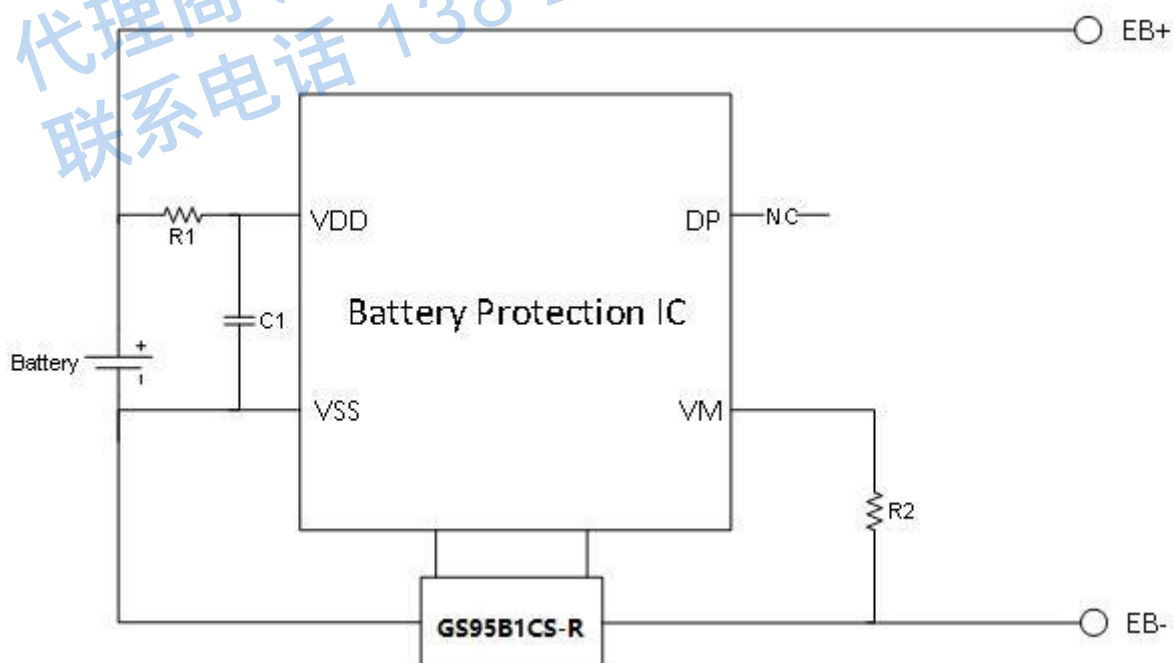 代理商
联系电话 138
EB+
VDD
DP
NC
R1
Battery Protection IC
C1
Battery
+
-
VSS
VM
R2
GS95B1CS-R
EB-